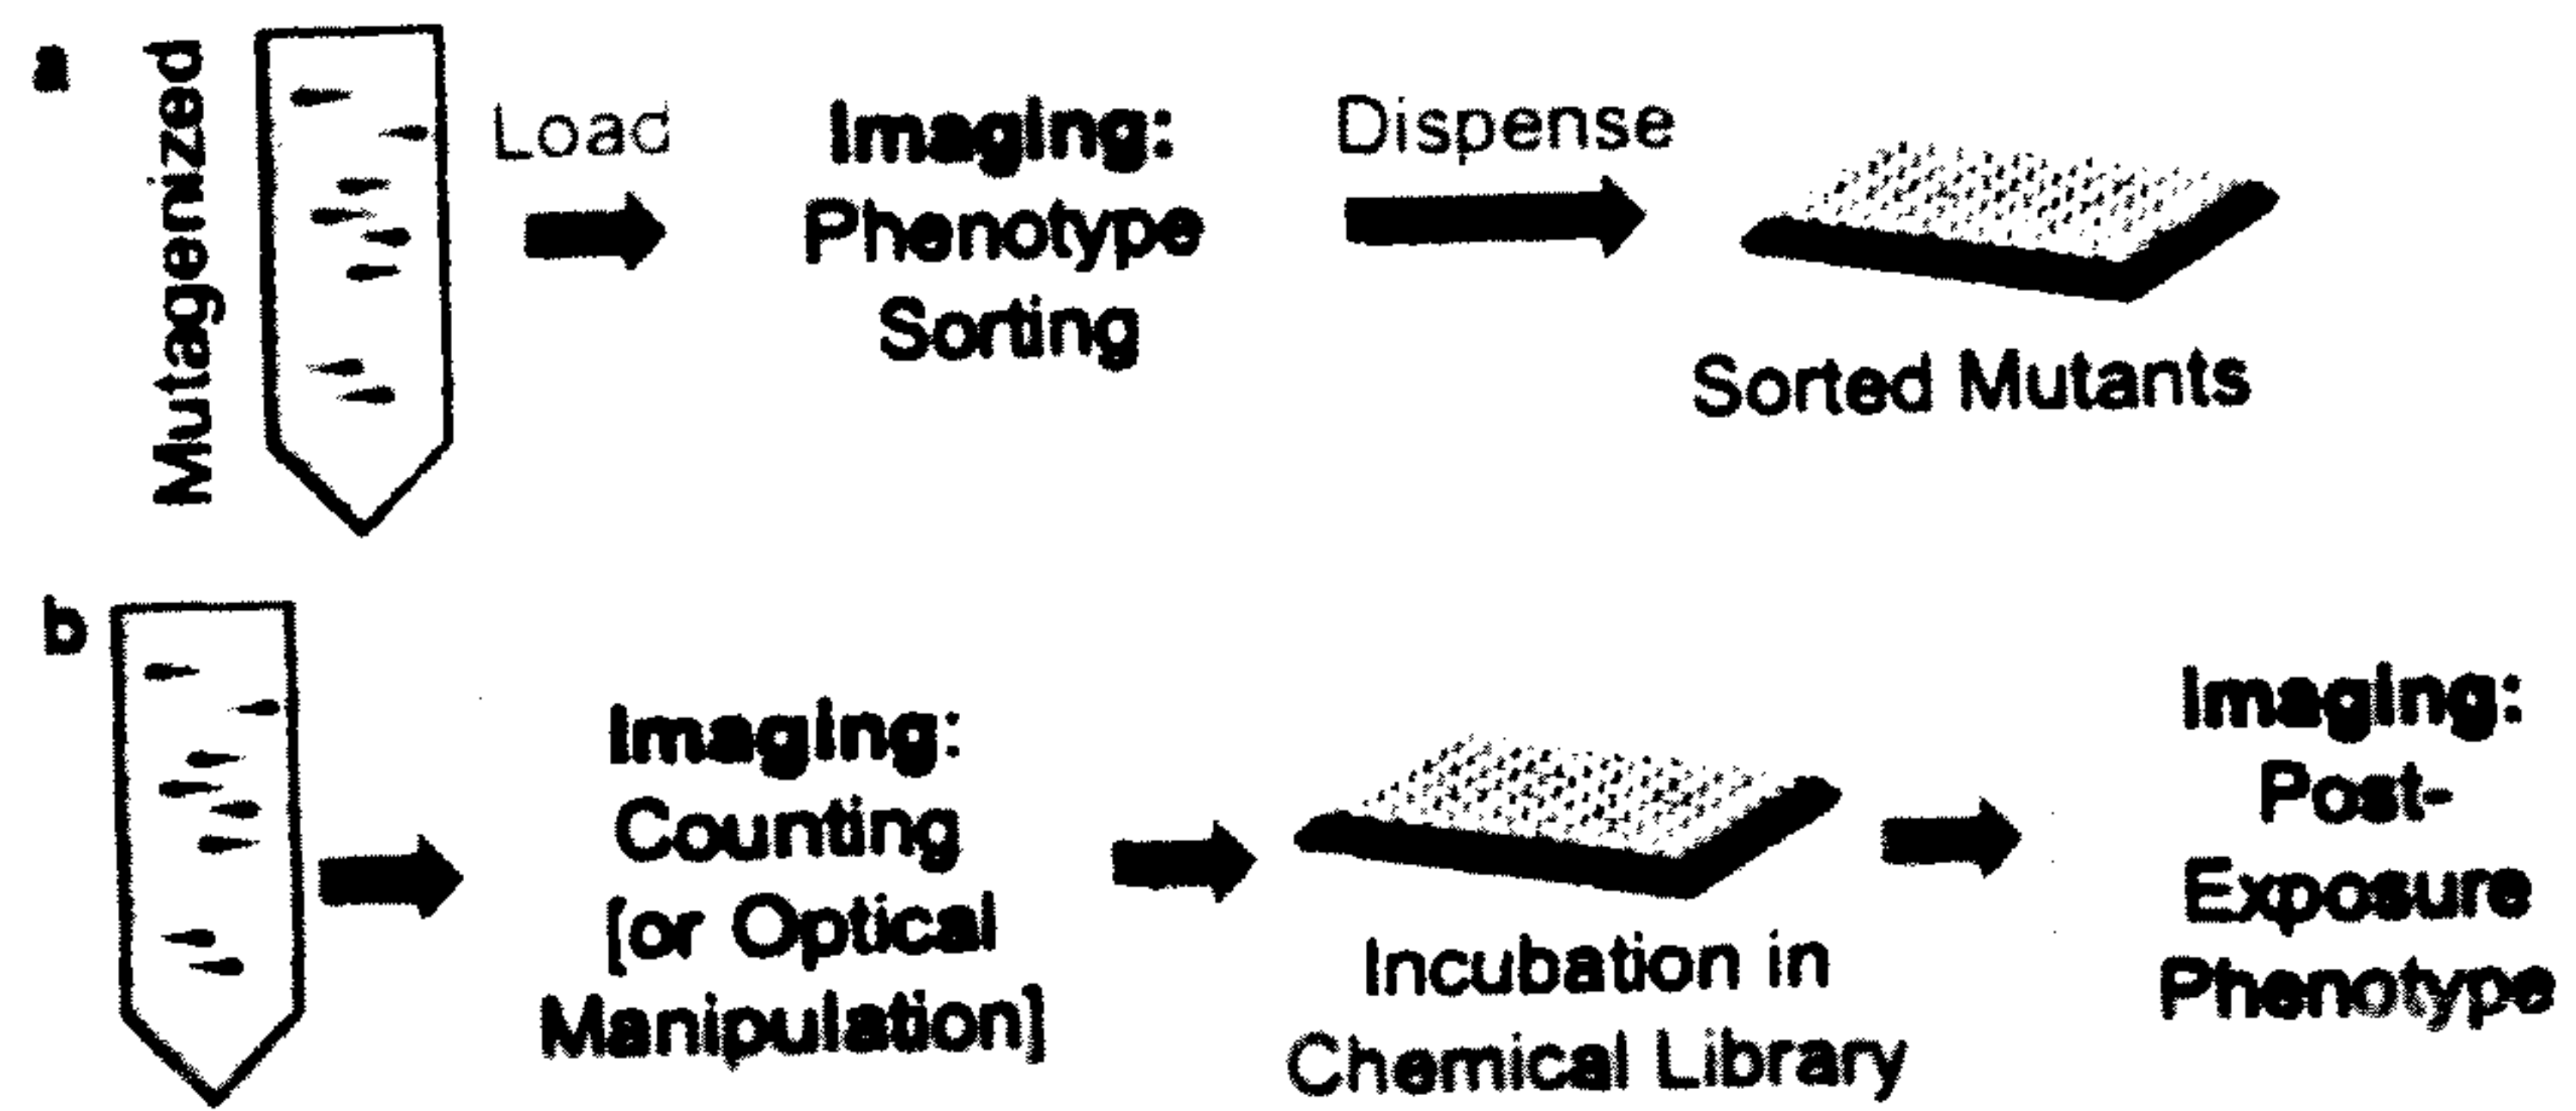 a
Mutagenized
Load
Imaging:
Phenotype
Sorting
Dispense
Sorted Mutants
b
Imaging:
Counting
[or Optical
Manipulation]
Incubation in
Chemical Library
Imaging:
Post-
Exposure
Phenotype